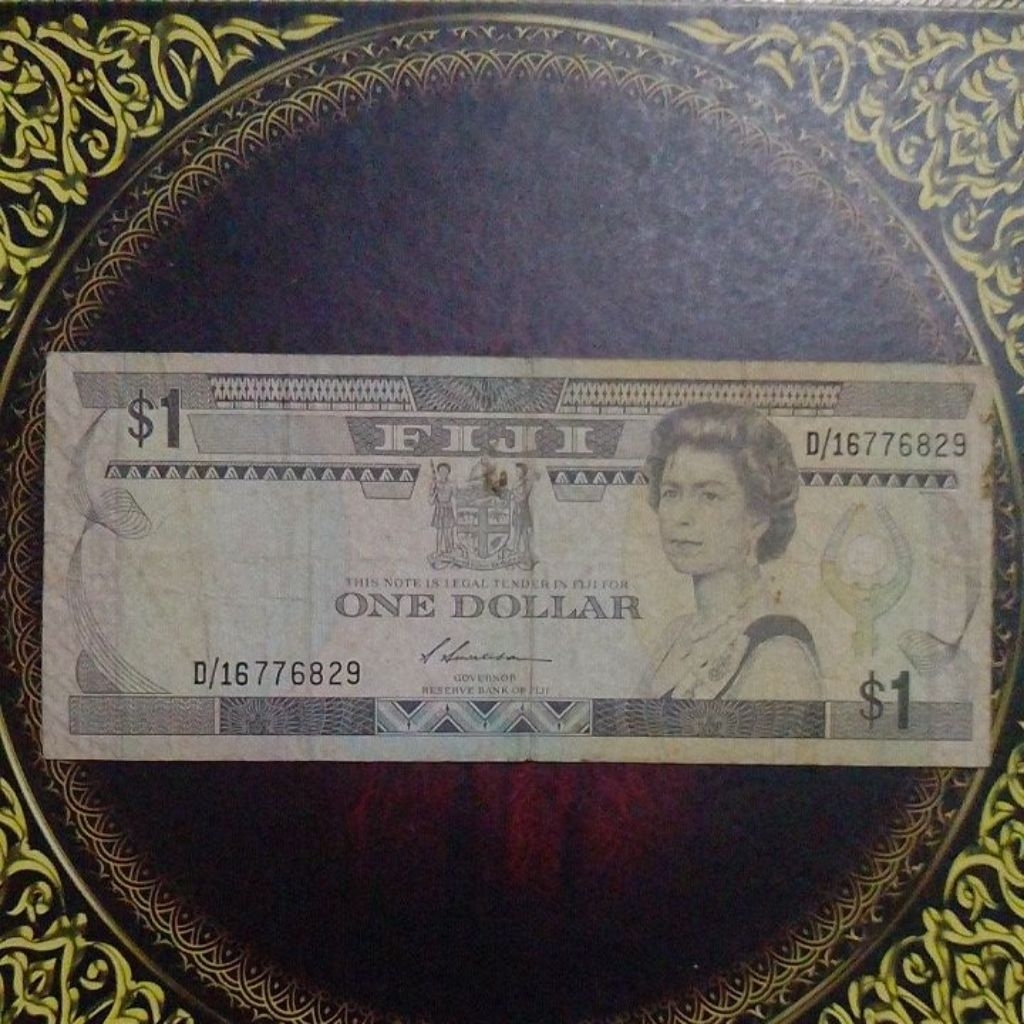 $1
FIJI
D/16776829
THIS NOTE IS LEGAL TENDER IN FIJI FOR
ONE DOLLAR
D/16776829
GOVERNOR
RESERVE BANK OF FIJI
$1